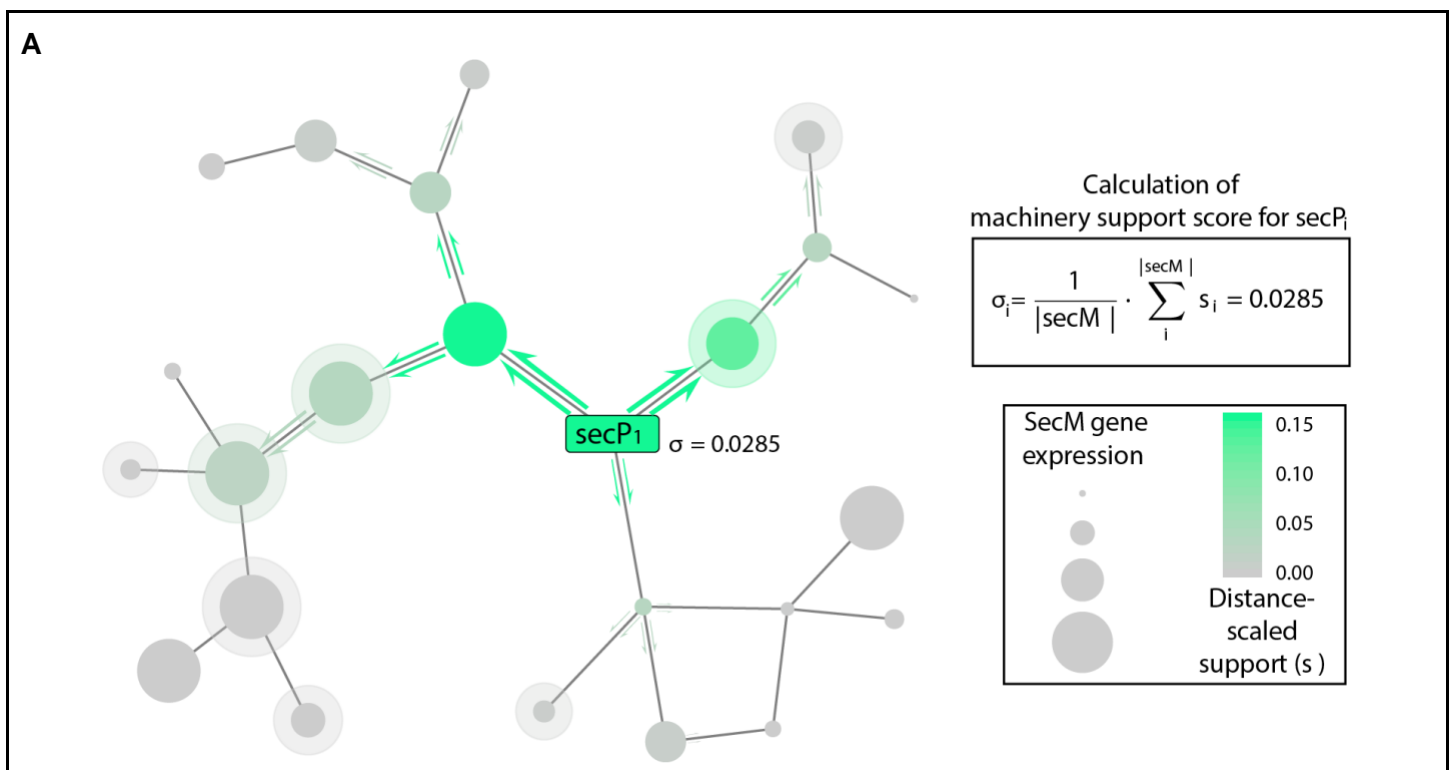 A
Calculation of
machinery support score for secPi
σi= 1/|secM | · ∑ i |secM | si = 0.0285
secP1
σ = 0.0285
SecM gene
expression
0.15
0.10
0.05
0.00
Distance-
scaled
support (s )